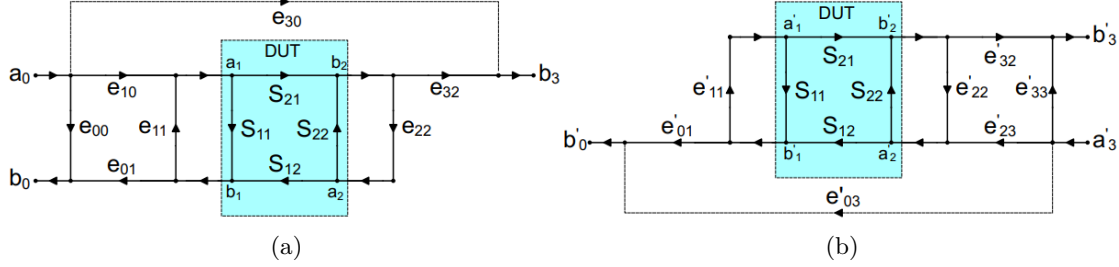 e30
DUT
a0
e10
a1
b2
e32
b3
S21
e00
e11
S11
S22
e22
S12
b0
e01
b1
a2
(a)
DUT
a'1
b'2
b'3
S21
e'32
e'11
S11
S22
e'22
e'33
b'0
e'01
S12
e'23
a'3
b'1
a'2
e'03
(b)